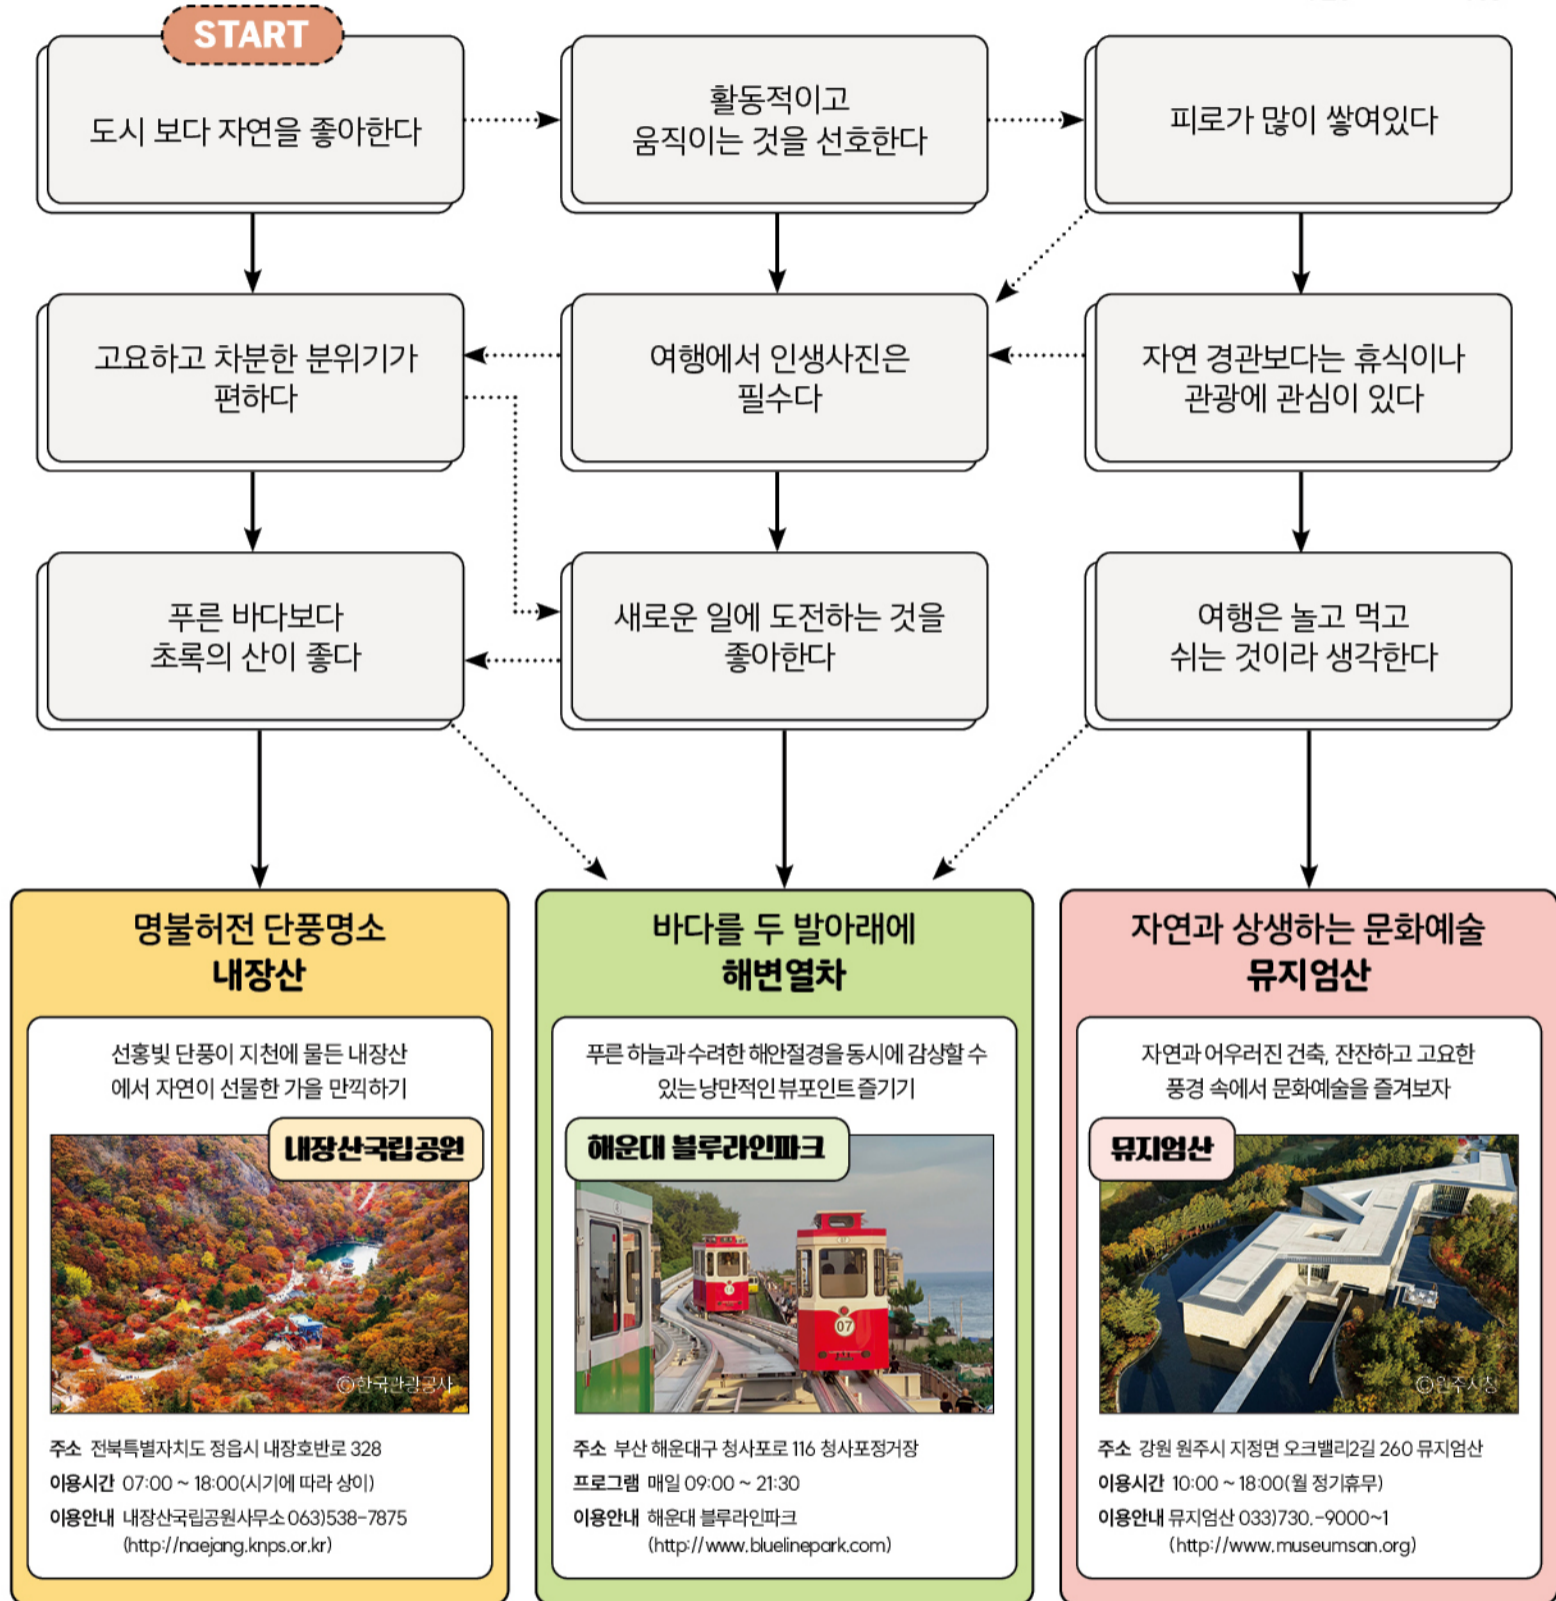 START
도시 보다 자연을 좋아한다
활동적이고
움직이는 것을 선호한다
피로가 많이 쌓여있다
고요하고 차분한 분위기가
편하다
여행에서 인생사진은
필수다
자연 경관보다는 휴식이나
관광에 관심이 있다
푸른 바다보다
초록의 산이 좋다
새로운 일에 도전하는 것을
좋아한다
여행은 놀고 먹고
쉬는 것이라 생각한다
명불허전 단풍명소
내장산
선홍빛 단풍이 지천에 물든 내장산
에서 자연이 선물한 가을 만끽하기
내장산국립공원
©한국관광공사
주소 전북특별자치도 정읍시 내장호반로 328
이용시간 07:00 ~ 18:00(시기에 따라 상이)
이용안내 내장산국립공원사무소 063)538-7875
(http://naejang.knps.or.kr)
바다를 두 발아래에
해변열차
푸른 하늘과 수려한 해안절경을 동시에 감상할 수
있는 낭만적인 뷰포인트 즐기기
해운대 블루라인파크
07
주소 부산 해운대구 청사포로 116 청사포정거장
프로그램 매일 09:00 ~ 21:30
이용안내 해운대 블루라인파크
(http://www.bluelinepark.com)
자연과 상생하는 문화예술
뮤지엄산
자연과 어우러진 건축, 잔잔하고 고요한
풍경 속에서 문화예술을 즐겨보자
뮤지엄산
©원주시청
주소 강원 원주시 지정면 오크밸리2길 260 뮤지엄산
이용시간 10:00 ~ 18:00(월 정기휴무)
이용안내 뮤지엄산 033)730.-9000~1
(http://www.museumsan.org)